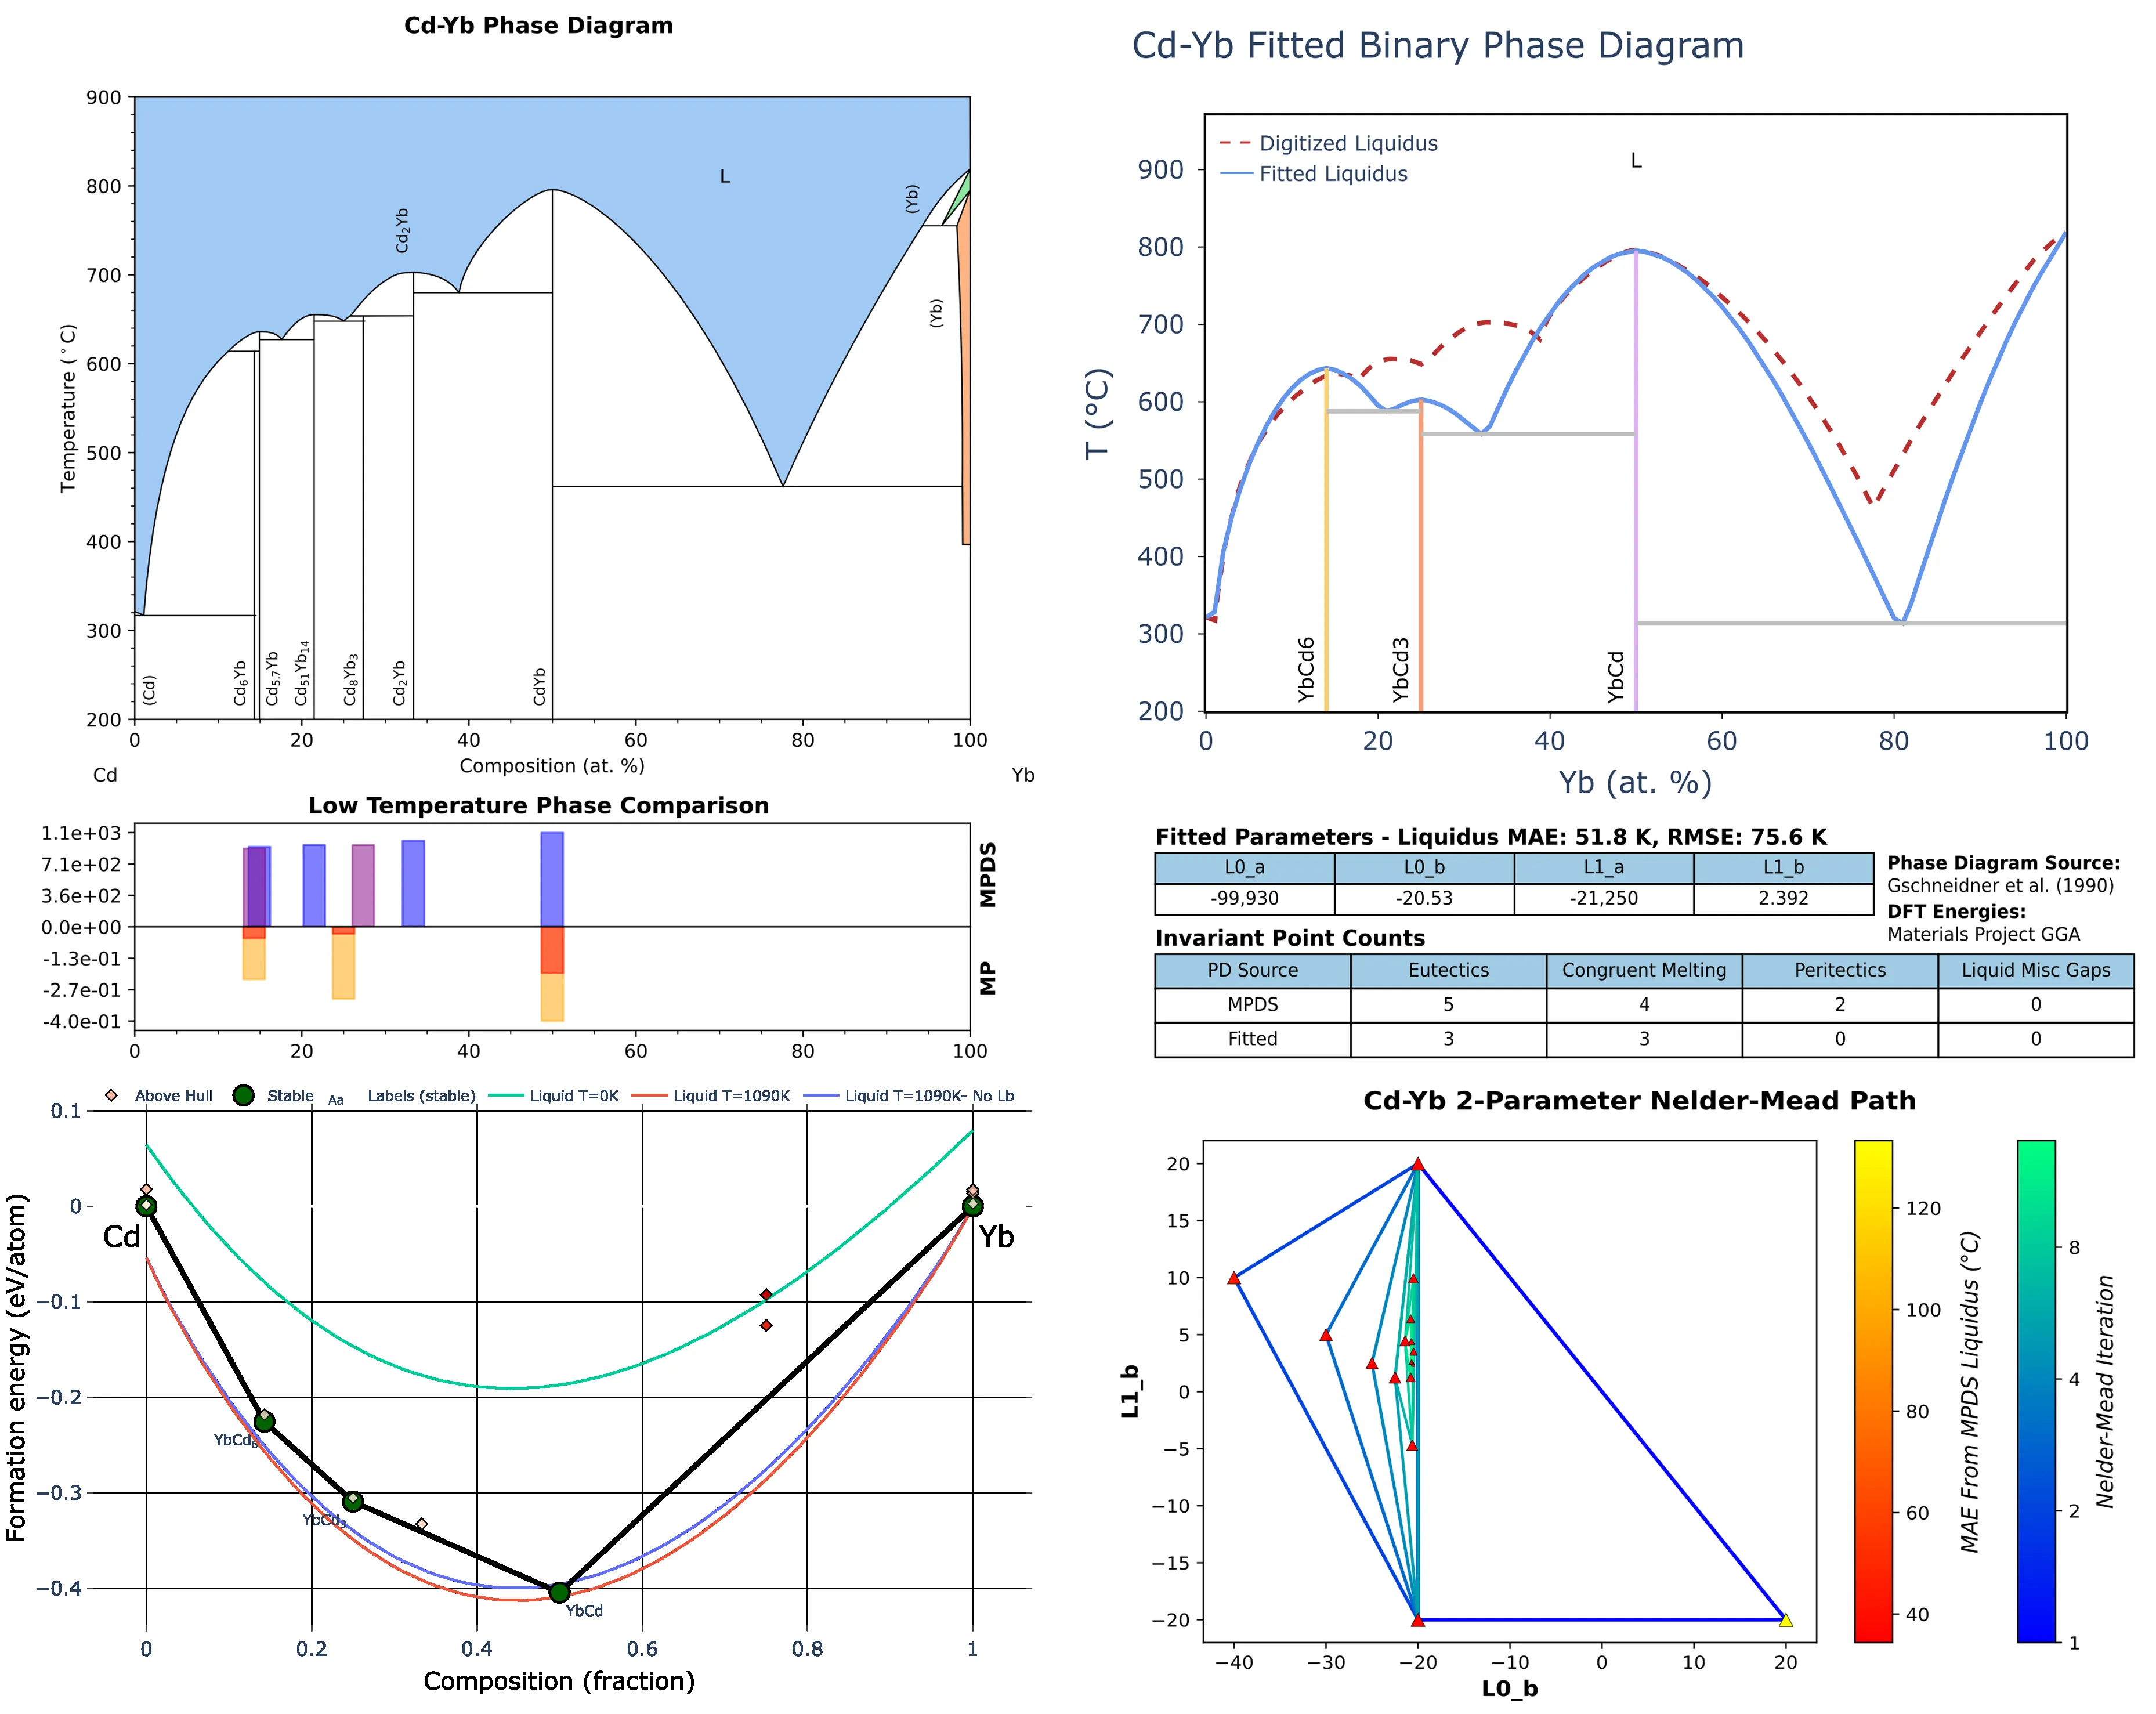 Cd-Yb Phase Diagram
900
800
700
600
500
400
300
200
Temperature (°C)
L
(Yb)
(Yb)
Cd₂Yb
(Cd)
Cd₆Yb
Cd₅.₇Yb
Cd₅₁Yb₁₄
Cd₈Yb₃
Cd₂Yb
CdYb
0 20 40 60 80 100
Composition (at. %)
Cd Yb
Cd-Yb Fitted Binary Phase Diagram
Digitized Liquidus
Fitted Liquidus
L
900
800
700
600
500
400
300
200
T (°C)
YbCd6
YbCd3
YbCd
0 20 40 60 80 100
Yb (at. %)
Low Temperature Phase Comparison
1.1e+03
7.1e+02
3.6e+02
0.0e+00
-1.3e-01
-2.7e-01
-4.0e-01
MPDS
MP
0 20 40 60 80 100
Fitted Parameters - Liquidus MAE: 51.8 K, RMSE: 75.6 K
L0_a L0_b L1_a L1_b
-99,930 -20.53 -21,250 2.392
Phase Diagram Source:
Gschneidner et al. (1990)
DFT Energies:
Materials Project GGA
Invariant Point Counts
PD Source Eutectics Congruent Melting Peritectics Liquid Misc Gaps
MPDS 5 4 2 0
Fitted 3 3 0 0
Above Hull Stable Aa Labels (stable) Liquid T=0K Liquid T=1090K Liquid T=1090K- No Lb
0.1
0
−0.1
−0.2
−0.3
−0.4
Formation energy (eV/atom)
Cd
Yb
YbCd₆
YbCd₃
YbCd
0 0.2 0.4 0.6 0.8 1
Composition (fraction)
Cd-Yb 2-Parameter Nelder-Mead Path
20
15
10
5
0
−5
−10
−15
−20
L1_b
−40 −30 −20 −10 0 10 20
L0_b
120
100
80
60
40
MAE From MPDS Liquidus (°C)
8
4
2
1
Nelder-Mead Iteration